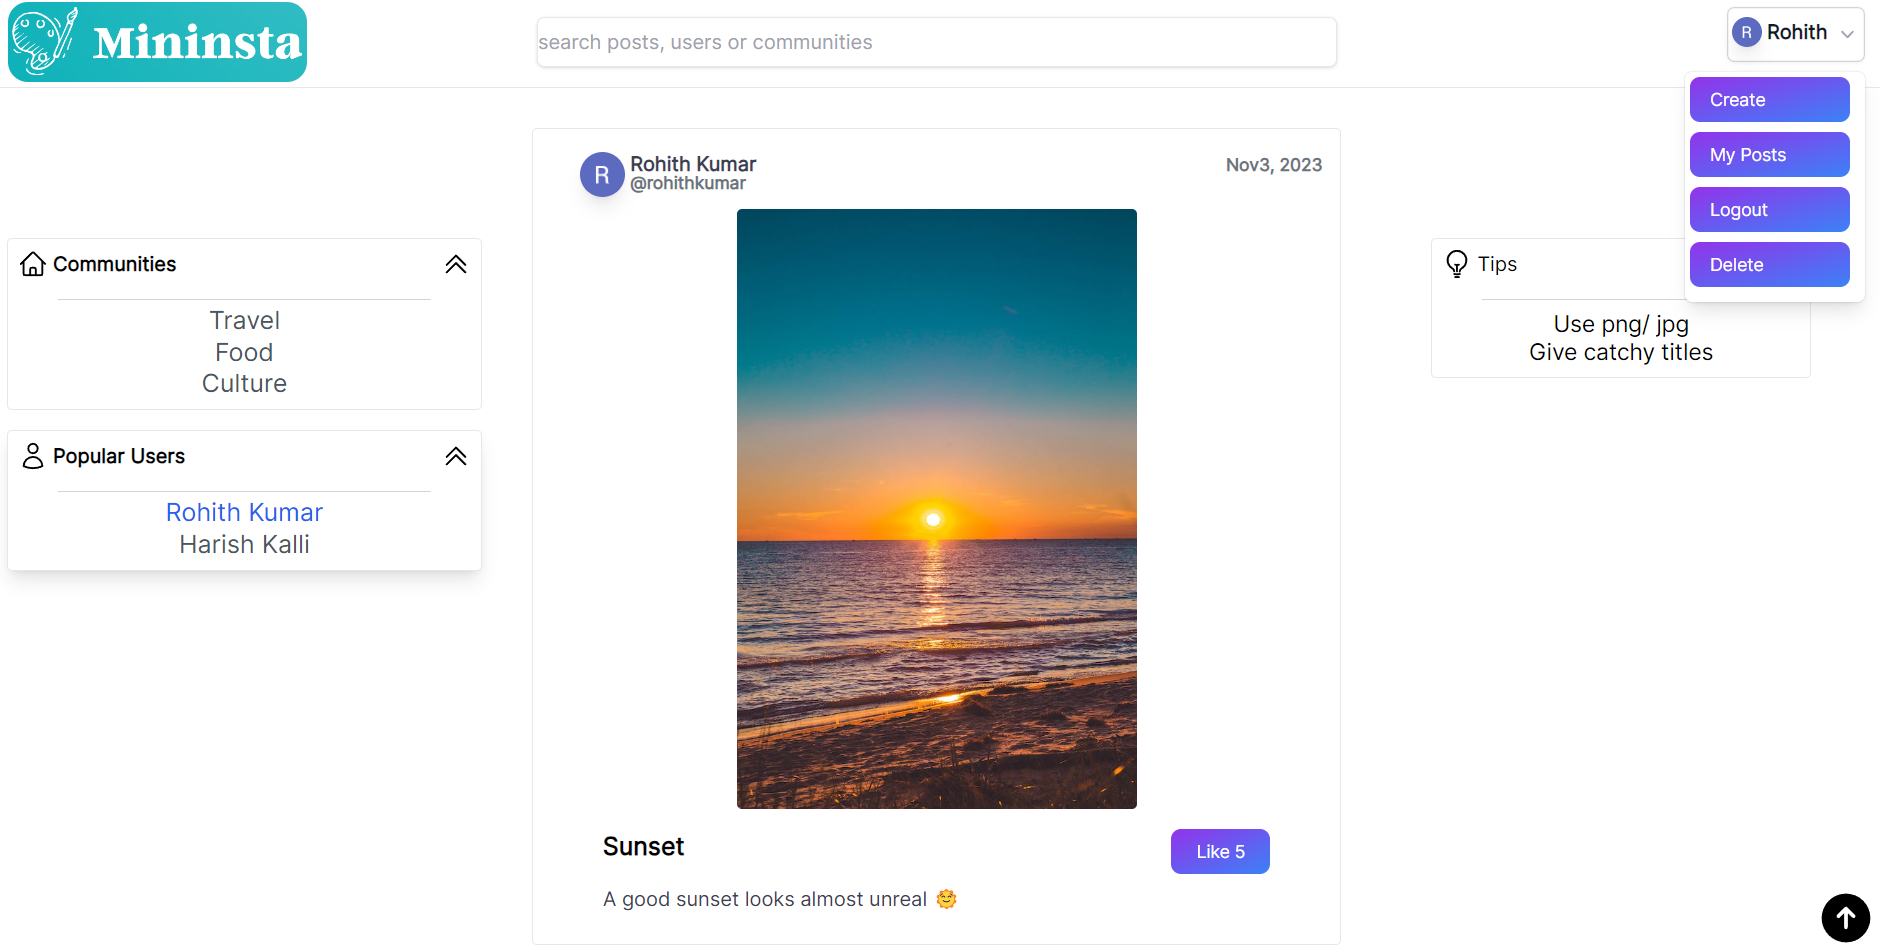 Mininsta
search posts, users or communities
R Rohith
Create
My Posts
Logout
Delete
Communities
Travel
Food
Culture
Popular Users
Rohith Kumar
Harish Kalli
R
Rohith Kumar
@rohithkumar
Nov3, 2023
Sunset
Like 5
A good sunset looks almost unreal 🌞
Tips
Use png/ jpg
Give catchy titles